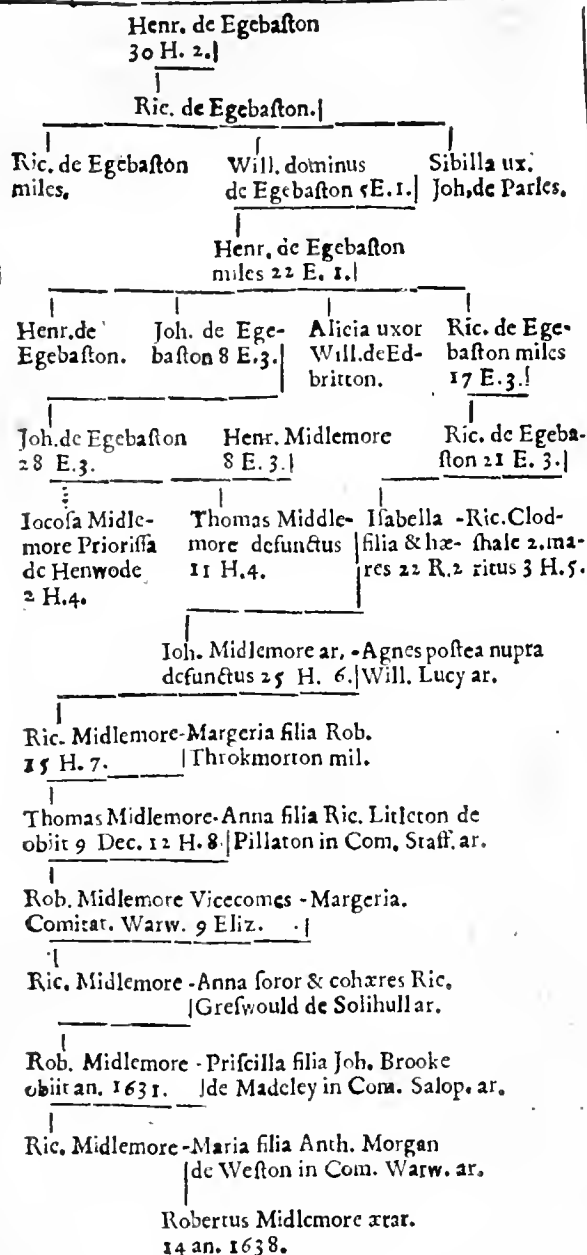 Henr. de Egebaſton
30 H. 2.
Ric. de Egebaſton.
Ric. de Egebaſton
miles.
Will. dominus
de Egebaſton 5E.1.
Sibilla ux.
Joh. de Parles.
Henr. de Egebaſton
miles 22 E. 1.
Henr. de
Egebaſton.
Joh. de Ege-
baſton 8 E.3.
Alicia uxor
Will. de Ed-
britton.
Ric. de Ege-
baſton miles
17 E.3.
Joh. de Egebaſton
28 E.3.
Henr. Midlemore
8 E.3.
Ric. de Egeba-
ſton 21 E. 3.
Iocoſa Midle-
more Prioriſſa
de Henwode
2 H.4.
Thomas Middle-
more defunctus
11 H.4.
Iſabella - Ric. Clod-
filia & hæ- ſhale 2. ma-
res 22 R.2 ritus 3 H.5.
Ioh. Midlemore ar. - Agnes poſtea nupta
defunctus 25 H. 6. Will. Lucy ar.
Ric. Midlemore - Margeria filia Rob.
15 H. 7. Throkmorton mil.
Thomas Midlemore - Anna filia Ric. Litleton de
obiit 9 Dec. 12 H. 8. Pillaton in Com. Staff. ar.
Rob. Midlemore Vicecomes - Margeria.
Comitat. Warw. 9 Eliz.
Ric. Midlemore - Anna ſoror & cohæres Ric.
Greſwould de Solihull ar.
Rob. Midlemore - Priſcilla filia Joh. Brooke
obiit an. 1631. de Madeley in Com. Salop. ar.
Ric. Midlemore - Maria filia Anth. Morgan
de Weſton in Com. Warw. ar.
Robertus Midlemore ætat.
14 an. 1638.